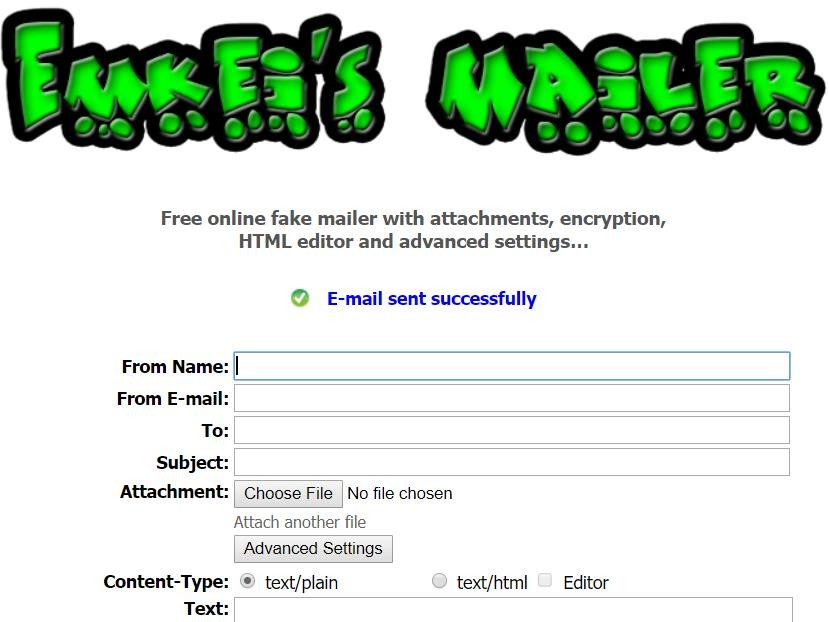 Emkei's Mailer
Free online fake mailer with attachments, encryption,
HTML editor and advanced settings...
E-mail sent successfully
From Name:
From E-mail:
To:
Subject:
Attachment: Choose File No file chosen
Attach another file
Advanced Settings
Content-Type: text/plain text/html Editor
Text: